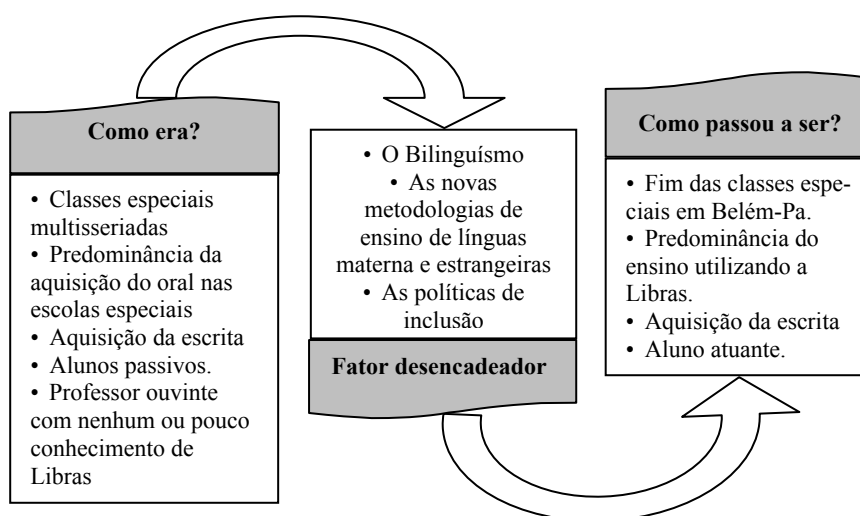 Como era?
• Classes especiais
multisseriadas
• Predominância da
aquisição do oral nas
escolas especiais
• Aquisição da escrita
• Alunos passivos.
• Professor ouvinte
com nenhum ou pouco
conhecimento de
Libras
• O Bilinguísmo
• As novas
metodologias de
ensino de línguas
materna e estrangeiras
• As políticas de
inclusão
Fator desencadeador
Como passou a ser?
• Fim das classes espe-
ciais em Belém-Pa.
• Predominância do
ensino utilizando a
Libras.
• Aquisição da escrita
• Aluno atuante.